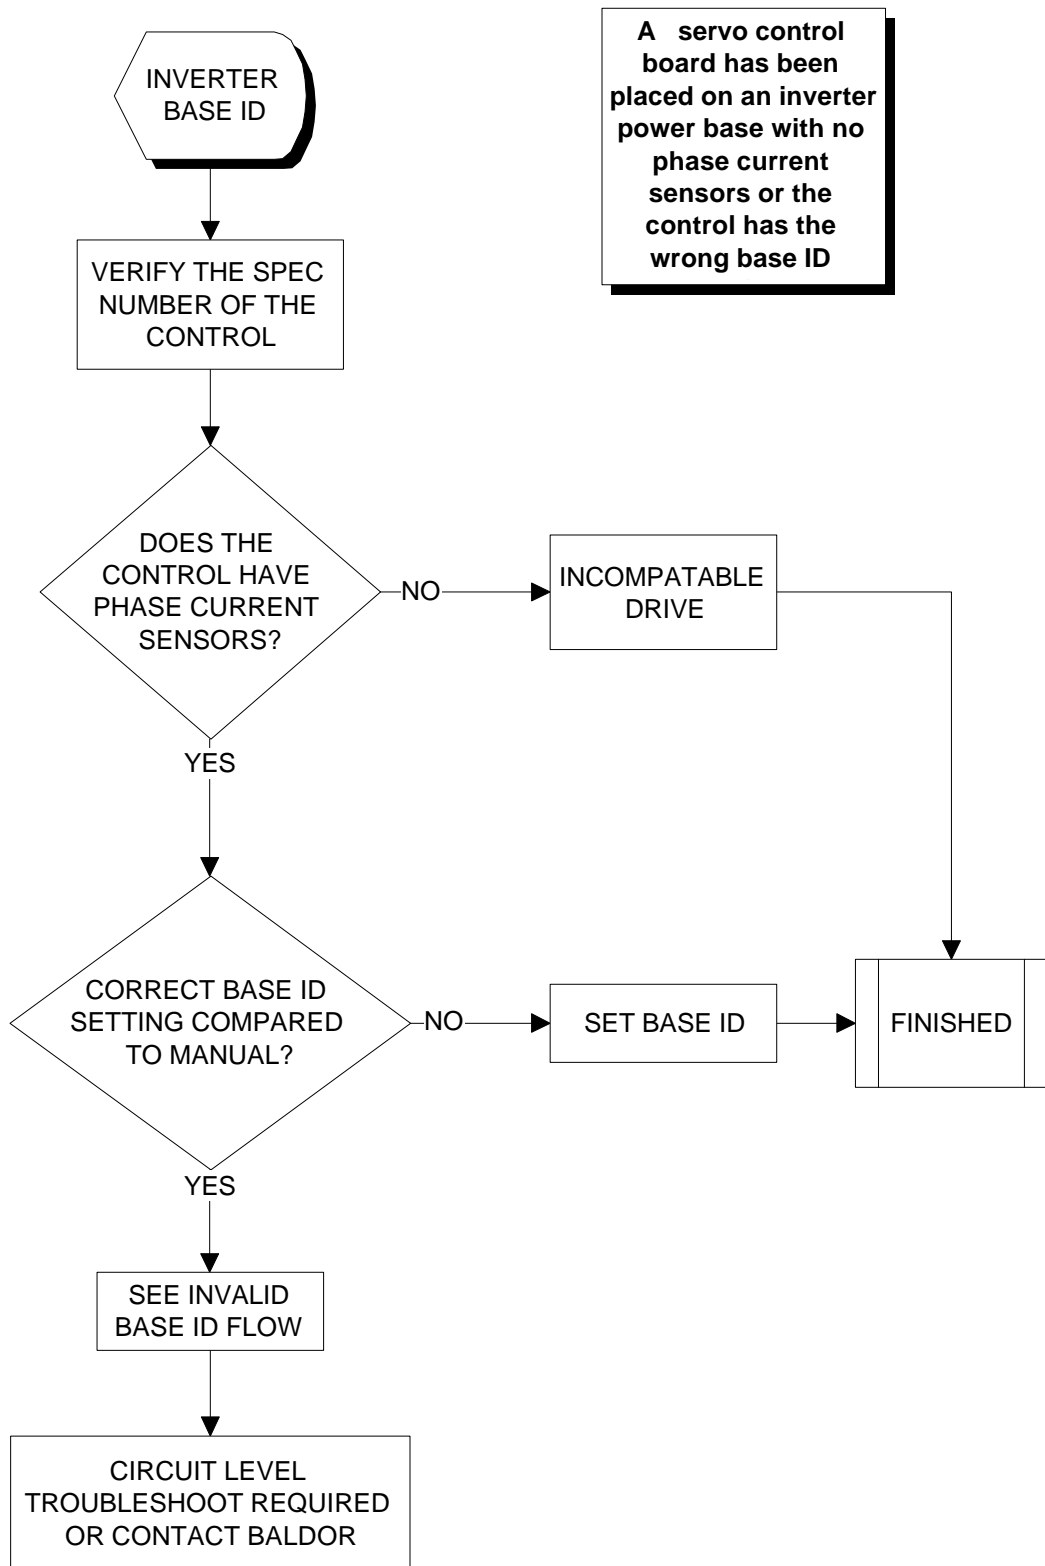 INVERTER
BASE ID
A servo control
board has been
placed on an inverter
power base with no
phase current
sensors or the
control has the
wrong base ID
VERIFY THE SPEC
NUMBER OF THE
CONTROL
DOES THE
CONTROL HAVE
PHASE CURRENT
SENSORS?
NO
INCOMPATABLE
DRIVE
YES
CORRECT BASE ID
SETTING COMPARED
TO MANUAL?
NO
SET BASE ID
FINISHED
YES
SEE INVALID
BASE ID FLOW
CIRCUIT LEVEL
TROUBLESHOOT REQUIRED
OR CONTACT BALDOR